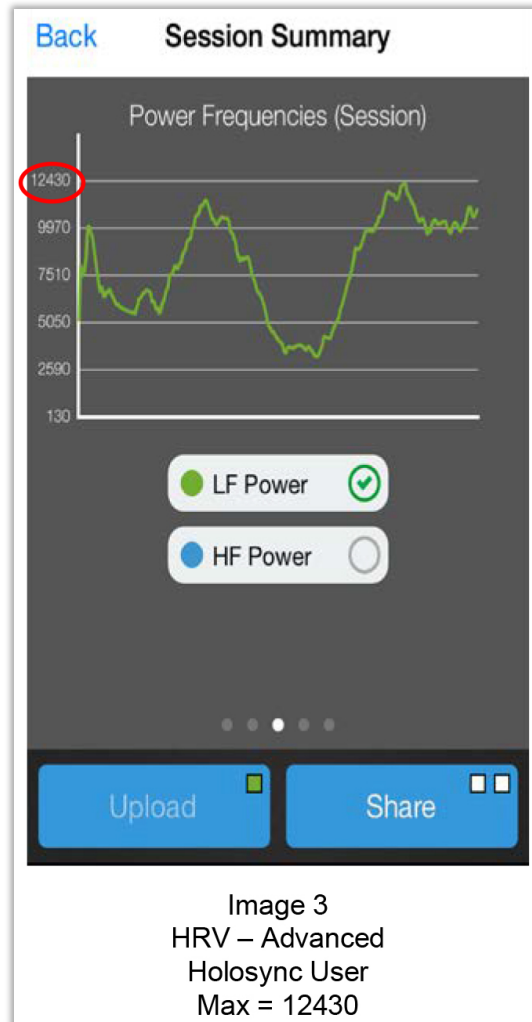 Back Session Summary
Power Frequencies (Session)
12430
9970
7510
5050
2590
130
LF Power
HF Power
Upload Share
Image 3
HRV – Advanced
Holosync User
Max = 12430